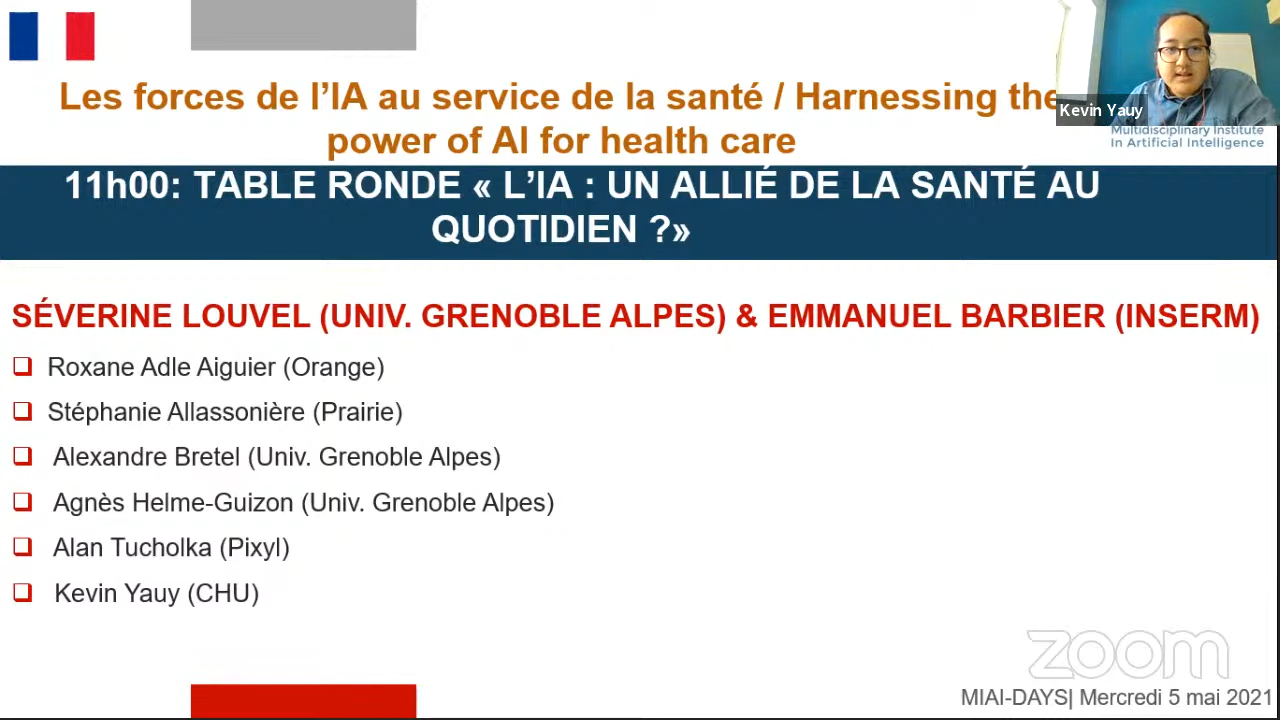 Les forces de l’IA au service de la santé / Harnessing the
power of AI for health care
Kevin Yauy
Multidisciplinary Institute
In Artificial Intelligence
11h00: TABLE RONDE « L’IA : UN ALLIÉ DE LA SANTÉ AU
QUOTIDIEN ?»
SÉVERINE LOUVEL (UNIV. GRENOBLE ALPES) & EMMANUEL BARBIER (INSERM)
Roxane Adle Aiguier (Orange)
Stéphanie Allassonière (Prairie)
Alexandre Bretel (Univ. Grenoble Alpes)
Agnès Helme-Guizon (Univ. Grenoble Alpes)
Alan Tucholka (Pixyl)
Kevin Yauy (CHU)
zoom
MIAI-DAYS| Mercredi 5 mai 2021